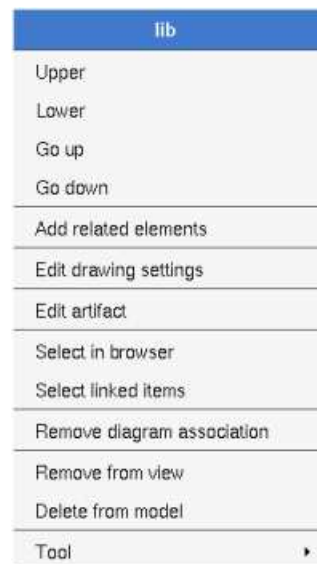 lib
Upper
Lower
Go up
Go down
Add related elements
Edit drawing settings
Edit artifact
Select in browser
Select linked items
Remove diagram association
Remove from view
Delete from model
Tool